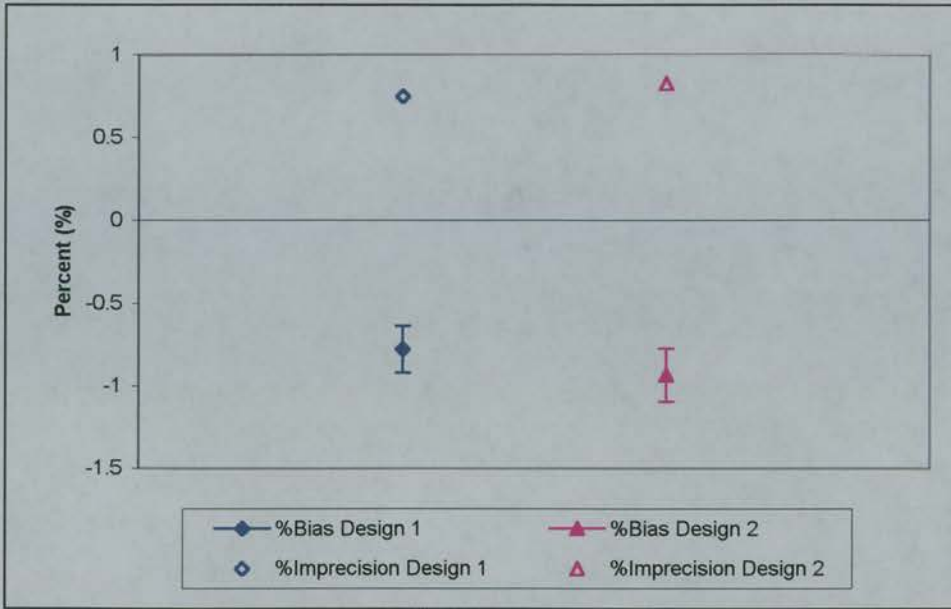 1
0.5
0
-0.5
-1
-1.5
Percent (%)
%Bias Design 1
%Bias Design 2
%Imprecision Design 1
%Imprecision Design 2